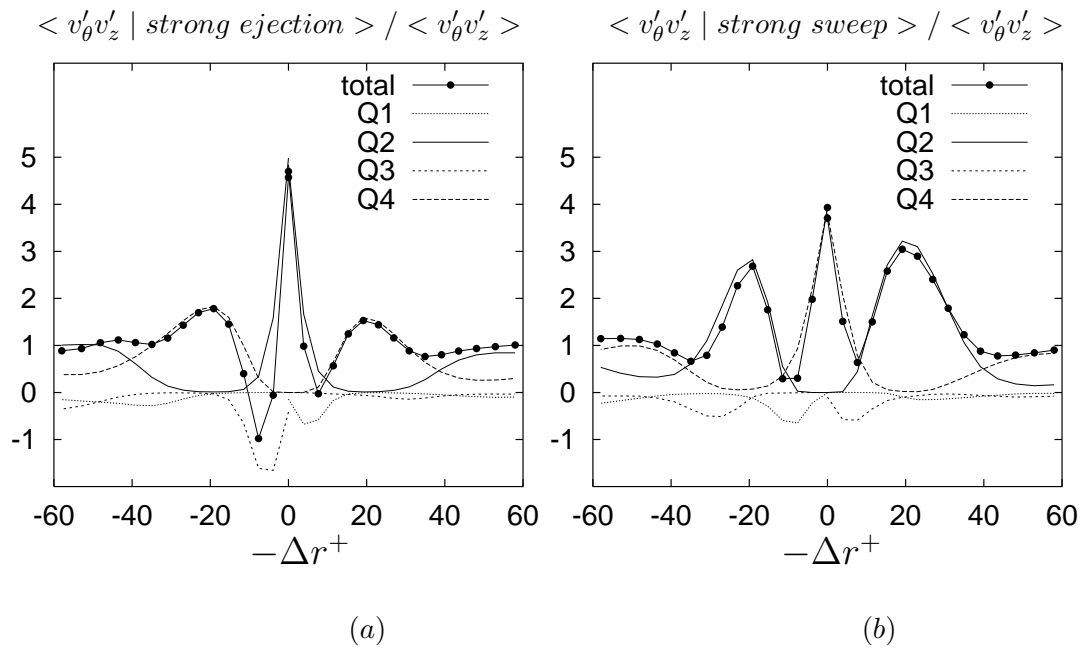 < v′θv′z | strong ejection > / < v′θv′z >
total
Q1
Q2
Q3
Q4
5
4
3
2
1
0
-1
-60 -40 -20 0 20 40 60
−Δr+
(a)
< v′θv′z | strong sweep > / < v′θv′z >
total
Q1
Q2
Q3
Q4
5
4
3
2
1
0
-1
-60 -40 -20 0 20 40 60
−Δr+
(b)